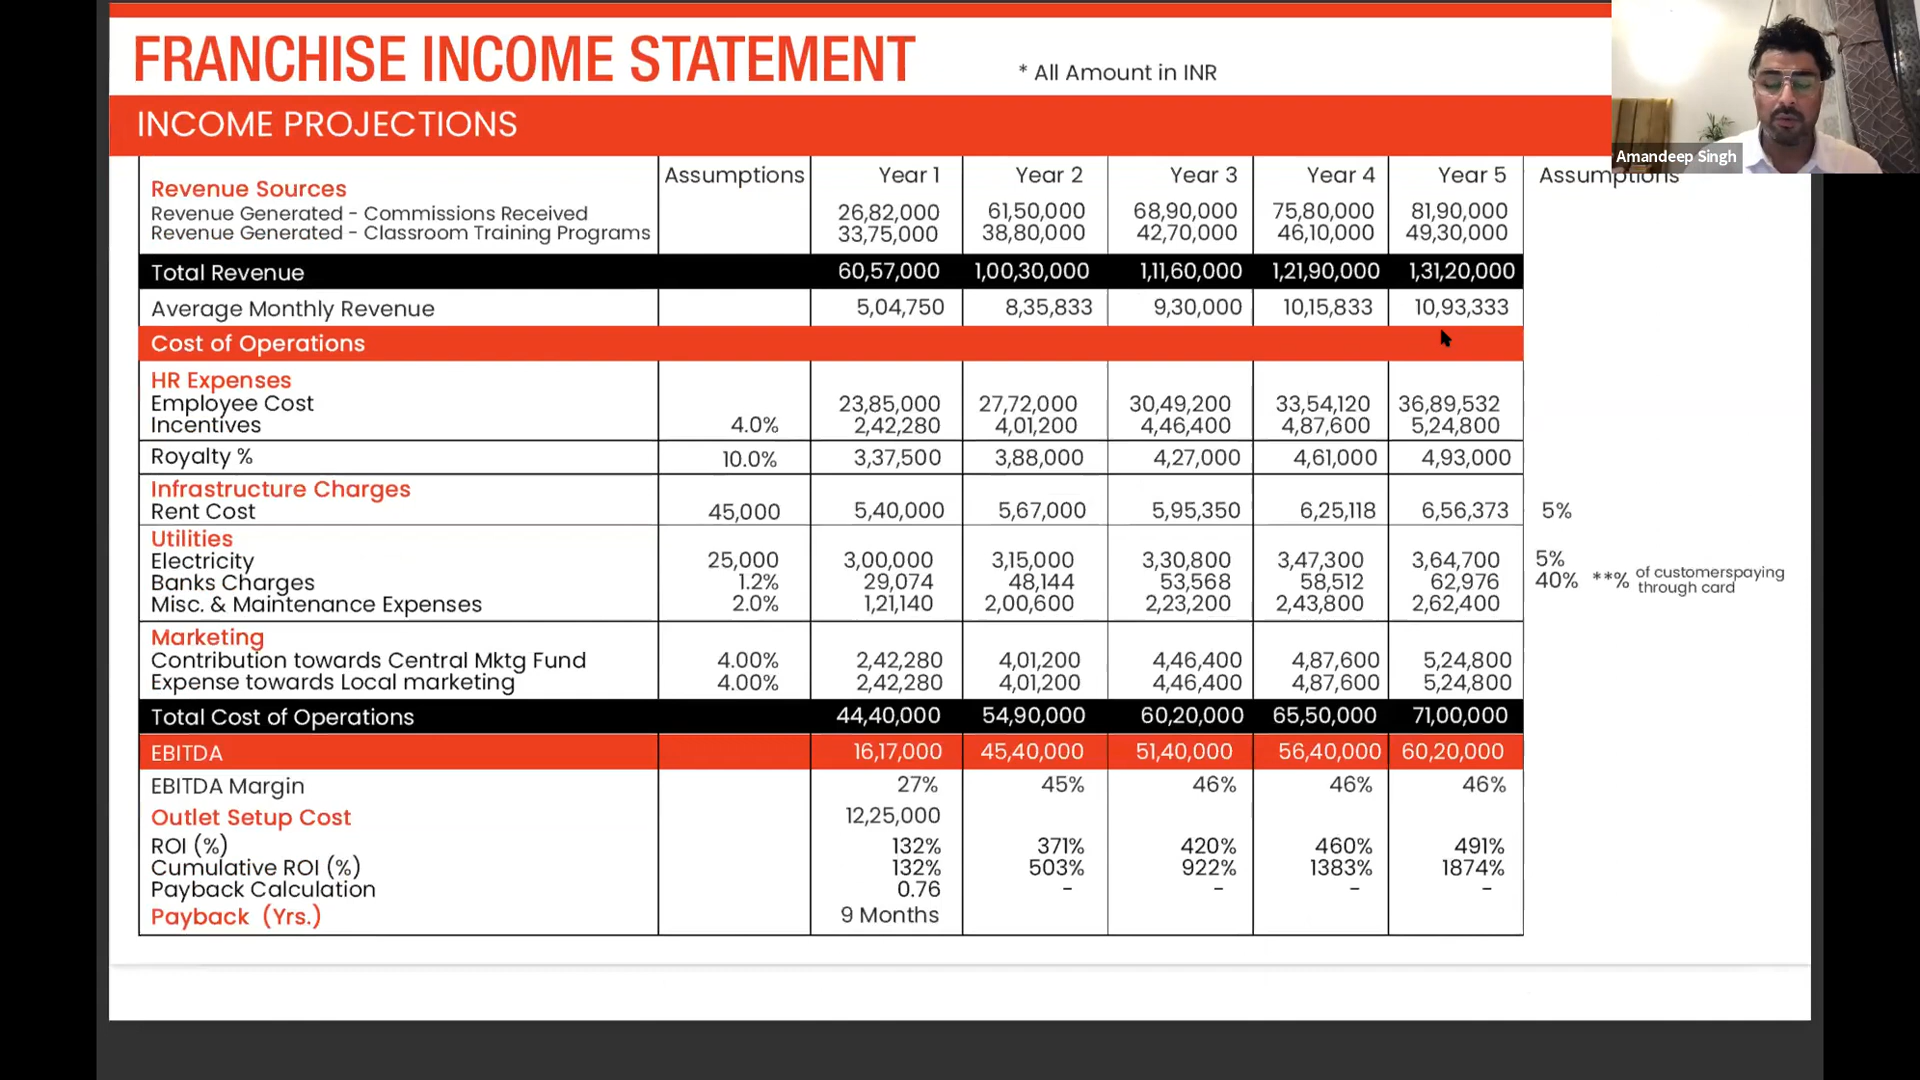 FRANCHISE INCOME STATEMENT * All Amount in INR
INCOME PROJECTIONS
Amandeep Singh
Assumptions Year 1 Year 2 Year 3 Year 4 Year 5 Assumptions
Revenue Sources
Revenue Generated - Commissions Received 26,82,000 61,50,000 68,90,000 75,80,000 81,90,000
Revenue Generated - Classroom Training Programs 33,75,000 38,80,000 42,70,000 46,10,000 49,30,000
Total Revenue 60,57,000 1,00,30,000 1,11,60,000 1,21,90,000 1,31,20,000
Average Monthly Revenue 5,04,750 8,35,833 9,30,000 10,15,833 10,93,333
Cost of Operations
HR Expenses
Employee Cost 23,85,000 27,72,000 30,49,200 33,54,120 36,89,532
Incentives 4.0% 2,42,280 4,01,200 4,46,400 4,87,600 5,24,800
Royalty % 10.0% 3,37,500 3,88,000 4,27,000 4,61,000 4,93,000
Infrastructure Charges
Rent Cost 45,000 5,40,000 5,67,000 5,95,350 6,25,118 6,56,373 5%
Utilities
Electricity 25,000 3,00,000 3,15,000 3,30,800 3,47,300 3,64,700 5%
Banks Charges 1.2% 29,074 48,144 53,568 58,512 62,976 40% **% of customerspaying through card
Misc. & Maintenance Expenses 2.0% 1,21,140 2,00,600 2,23,200 2,43,800 2,62,400
Marketing
Contribution towards Central Mktg Fund 4.00% 2,42,280 4,01,200 4,46,400 4,87,600 5,24,800
Expense towards Local marketing 4.00% 2,42,280 4,01,200 4,46,400 4,87,600 5,24,800
Total Cost of Operations 44,40,000 54,90,000 60,20,000 65,50,000 71,00,000
EBITDA 16,17,000 45,40,000 51,40,000 56,40,000 60,20,000
EBITDA Margin 27% 45% 46% 46% 46%
Outlet Setup Cost 12,25,000
ROI (%) 132% 371% 420% 460% 491%
Cumulative ROI (%) 132% 503% 922% 1383% 1874%
Payback Calculation 0.76 - - - -
Payback (Yrs.) 9 Months